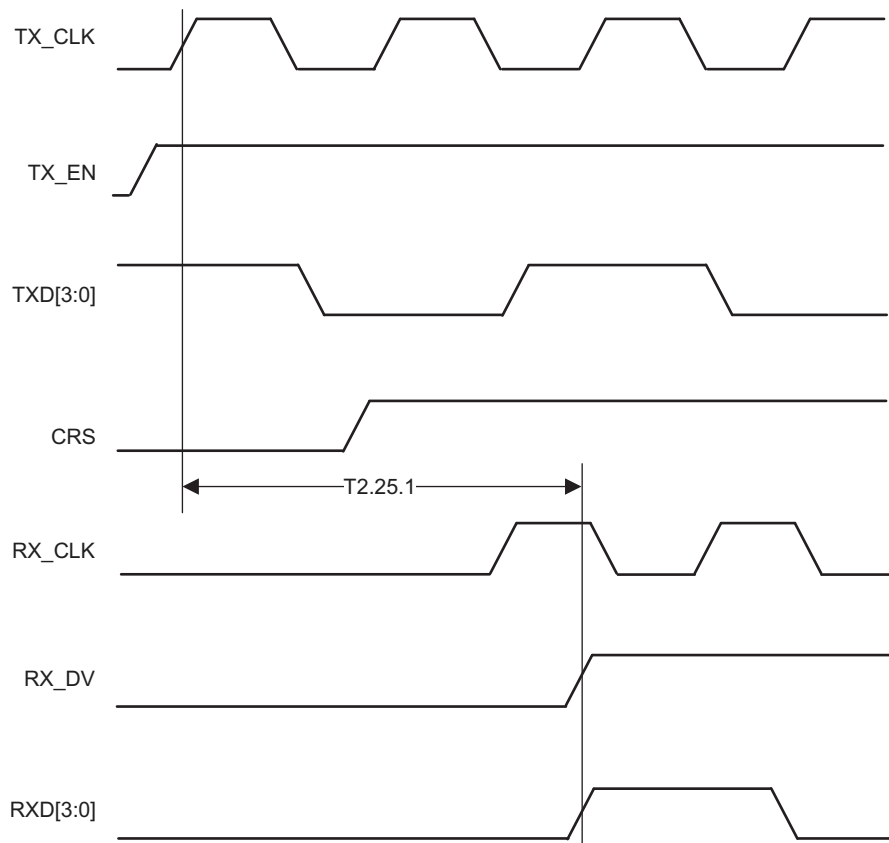 TX_CLK
TX_EN
TXD[3:0]
CRS
T2.25.1
RX_CLK
RX_DV
RXD[3:0]